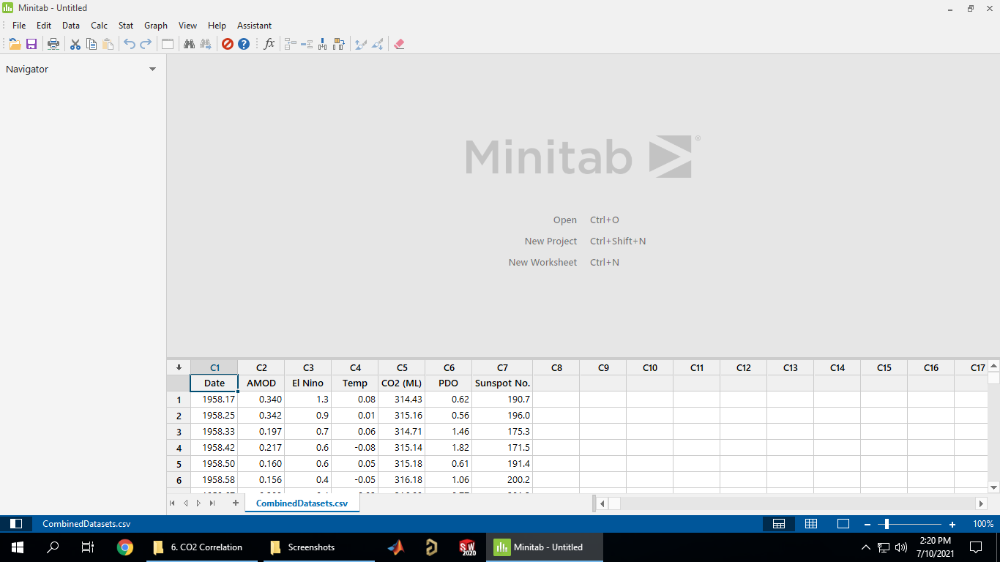 Minitab - Untitled
File Edit Data Calc Stat Graph View Help Assistant
fx
Navigator
Minitab ®
Open Ctrl+O
New Project Ctrl+Shift+N
New Worksheet Ctrl+N
C1 C2 C3 C4 C5 C6 C7 C8 C9 C10 C11 C12 C13 C14 C15 C16 C17
Date AMOD El Nino Temp CO2 (ML) PDO Sunspot No.
1 1958.17 0.340 1.3 0.08 314.43 0.62 190.7
2 1958.25 0.342 0.9 0.01 315.16 0.56 196.0
3 1958.33 0.197 0.7 0.06 314.71 1.46 175.3
4 1958.42 0.217 0.6 -0.08 315.14 1.82 171.5
5 1958.50 0.160 0.6 0.05 315.18 0.61 191.4
6 1958.58 0.156 0.4 -0.05 316.18 1.06 200.2
CombinedDatasets.csv
CombinedDatasets.csv 100%
6. CO2 Correlation Screenshots SW 2020 Minitab - Untitled 2:20 PM
7/10/2021